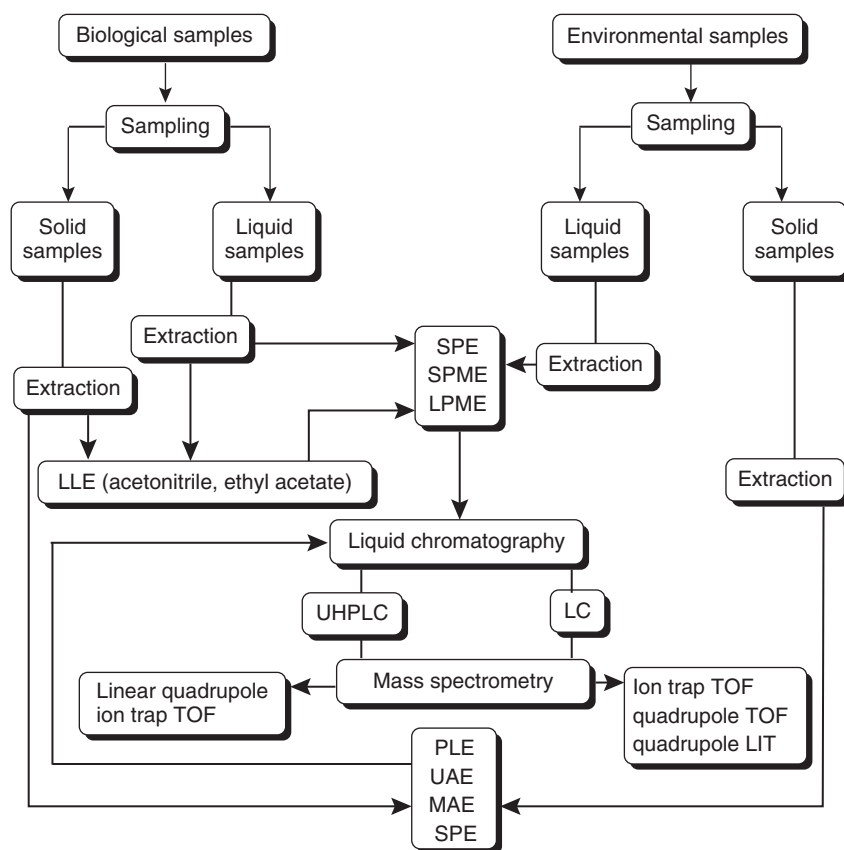 Biological samples
Environmental samples
Sampling
Sampling
Solid
samples
Liquid
samples
Liquid
samples
Solid
samples
Extraction
SPE
SPME
LPME
Extraction
Extraction
LLE (acetonitrile, ethyl acetate)
Extraction
Liquid chromatography
UHPLC
LC
Mass spectrometry
Linear quadrupole
ion trap TOF
Ion trap TOF
quadrupole TOF
quadrupole LIT
PLE
UAE
MAE
SPE